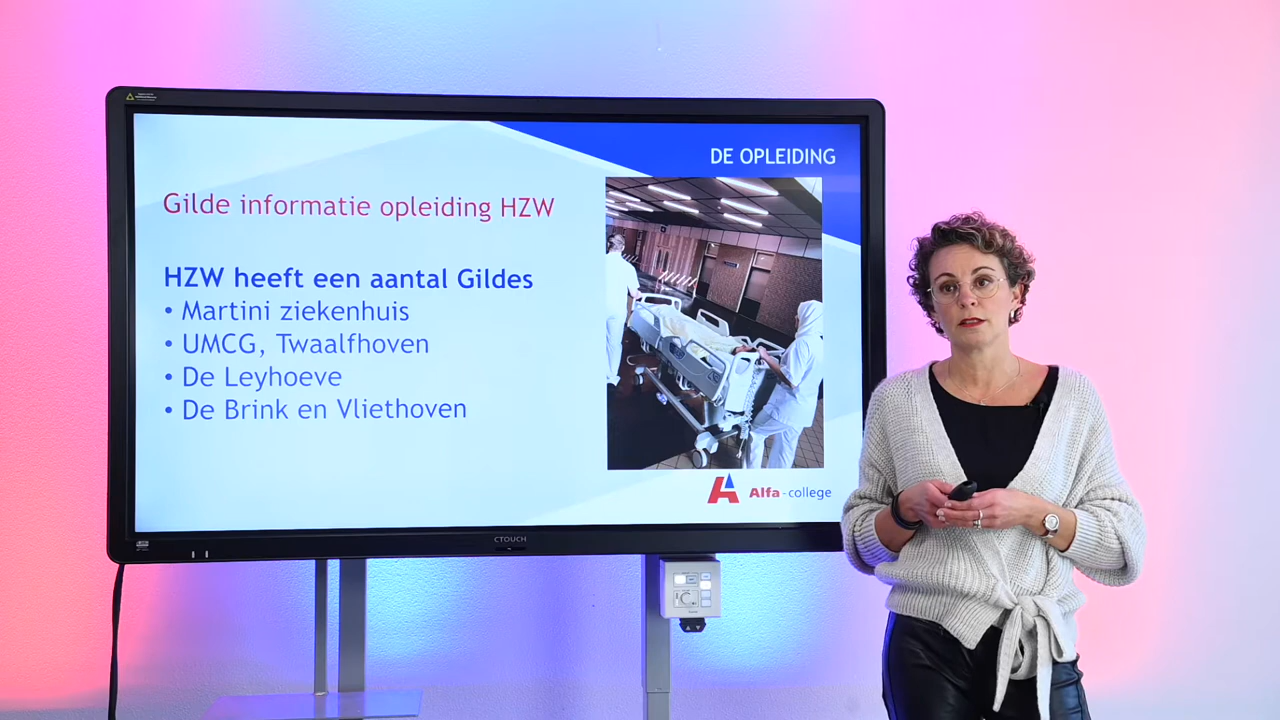 DE OPLEIDING
Gilde informatie opleiding HZW
HZW heeft een aantal Gildes
• Martini ziekenhuis
• UMCG, Twaalfhoven
• De Leyhoeve
• De Brink en Vliethoven
Alfa-college
CTOUCH